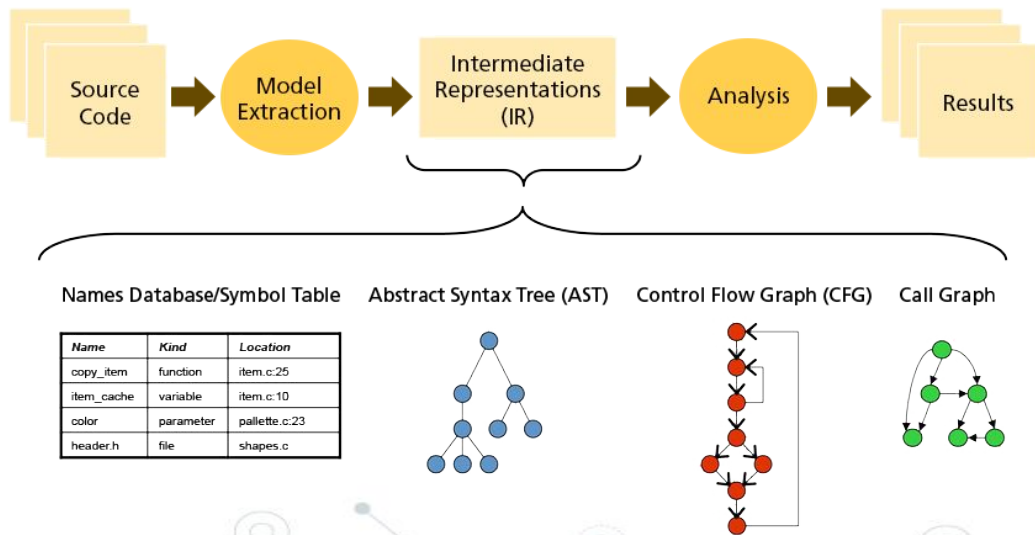 Source
Code
Model
Extraction
Intermediate
Representations
(IR)
Analysis
Results
Names Database/Symbol Table
Abstract Syntax Tree (AST)
Control Flow Graph (CFG)
Call Graph
Name Kind Location
copy_item function item.c:25
item_cache variable item.c:10
color parameter pallette.c:23
header.h file shapes.c